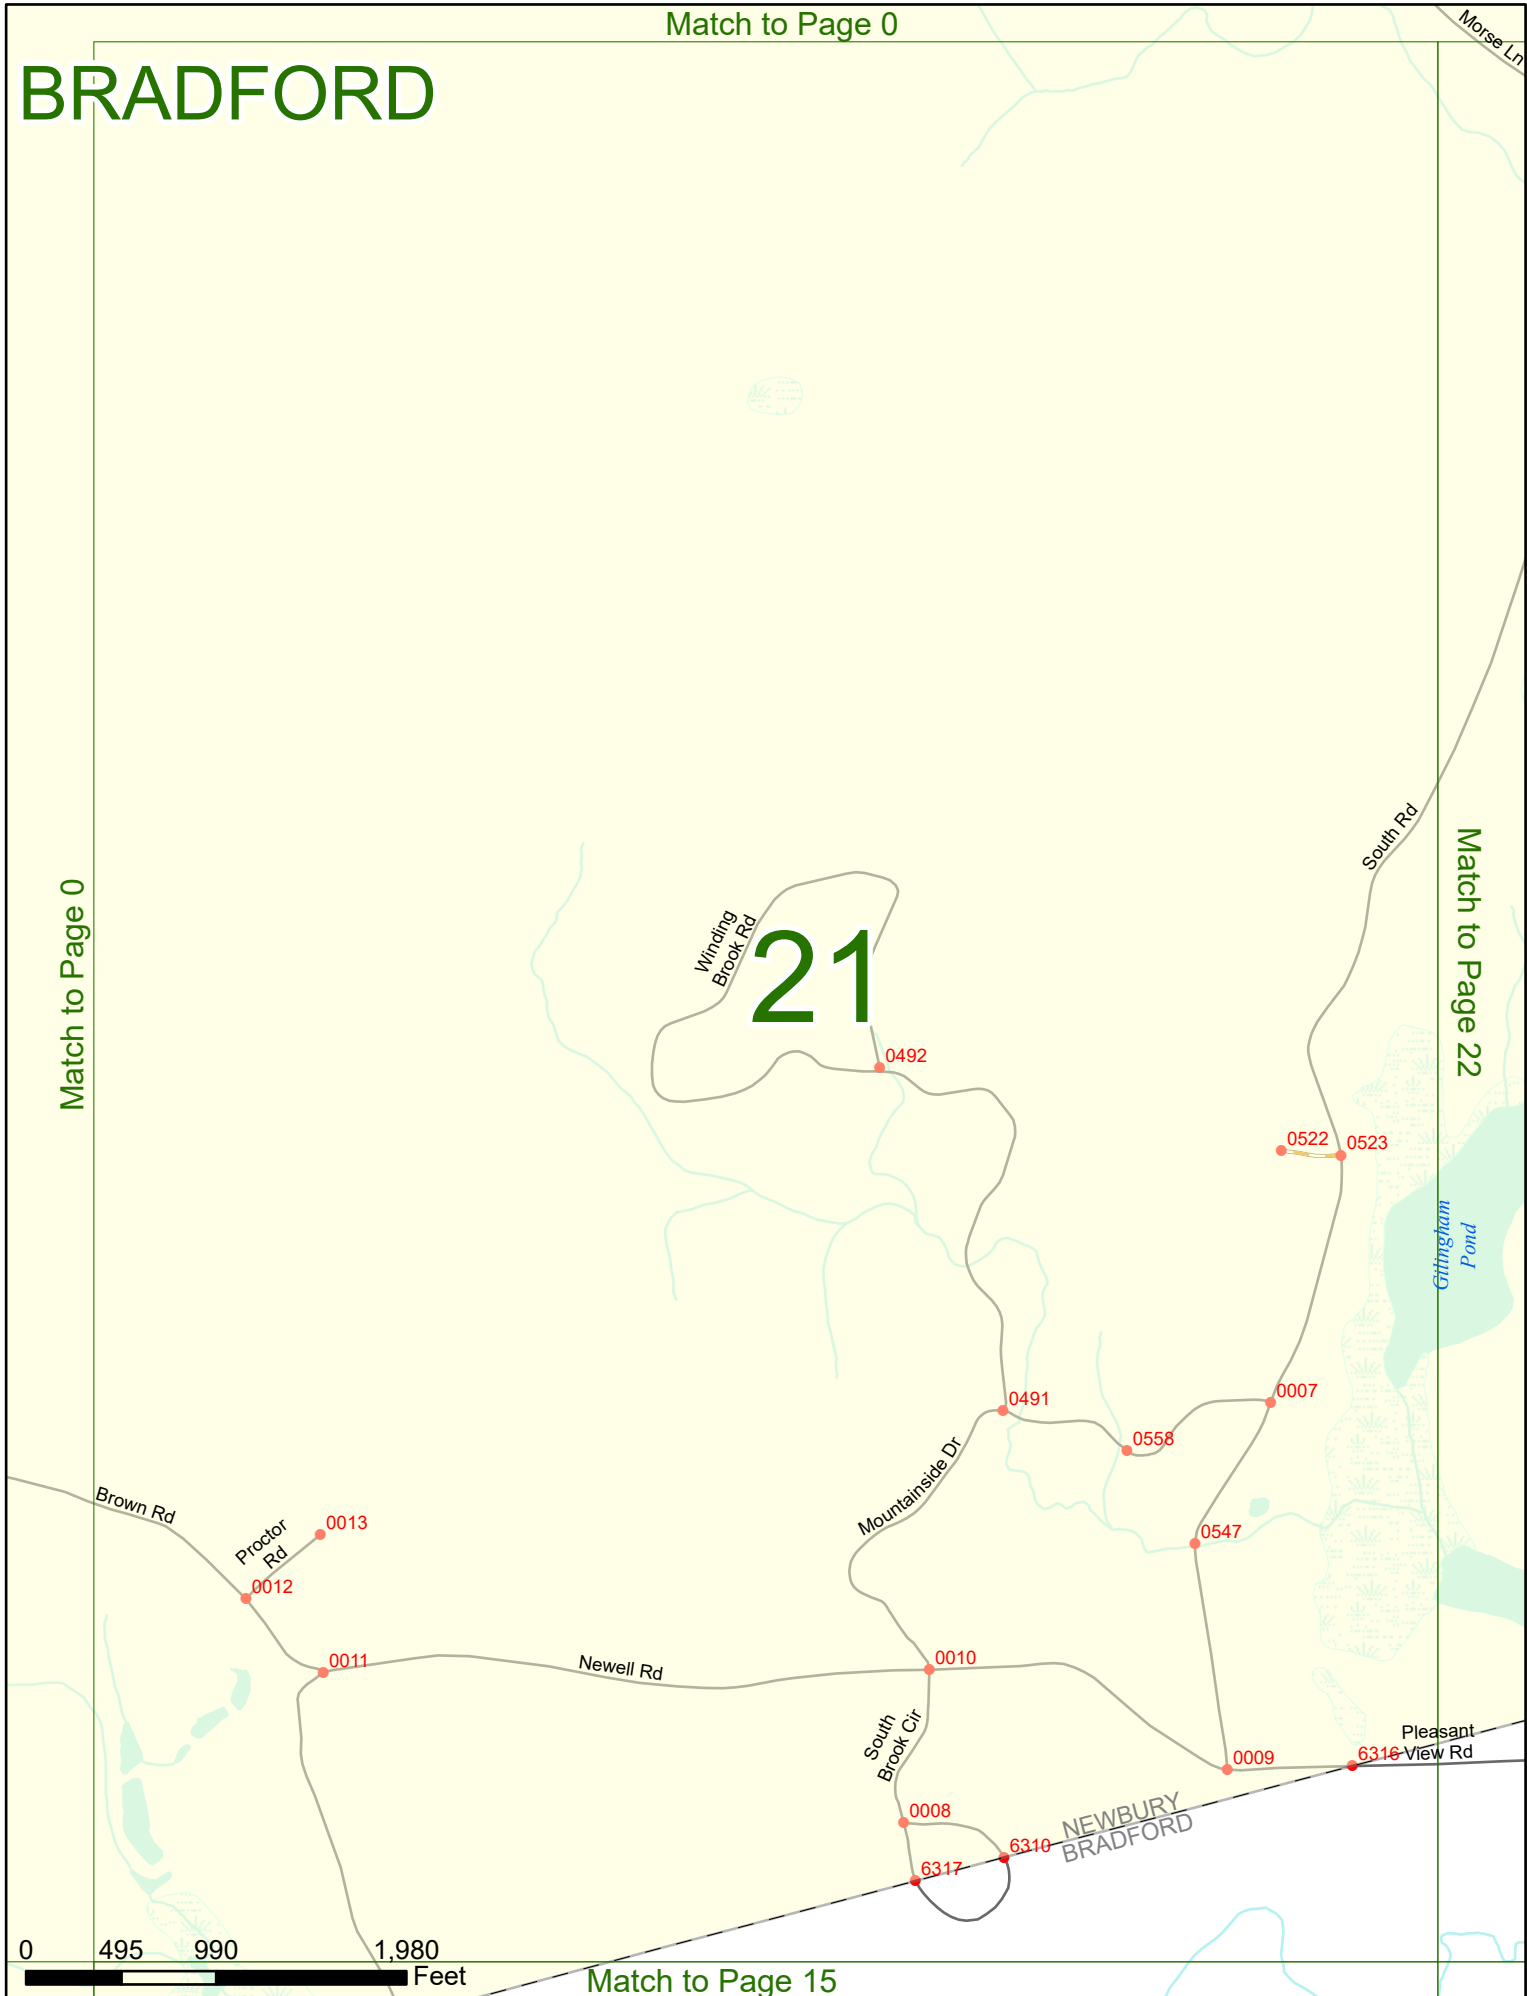 Match to Page 0
Morse Ln
BRADFORD
South Rd
Match to Page 22
Match to Page 0
Winding
Brook Rd
21
0492
0522
0523
Gilingham
Pond
0007
0491
0558
Mountainside Dr
Brown Rd
Proctor
Rd
0013
0547
0012
0011
Newell Rd
0010
South
Brook Cir
Pleasant
View Rd
0009
6316
0008
NEWBURY
BRADFORD
6310
6317
0 495 990 1,980
Feet
Match to Page 15